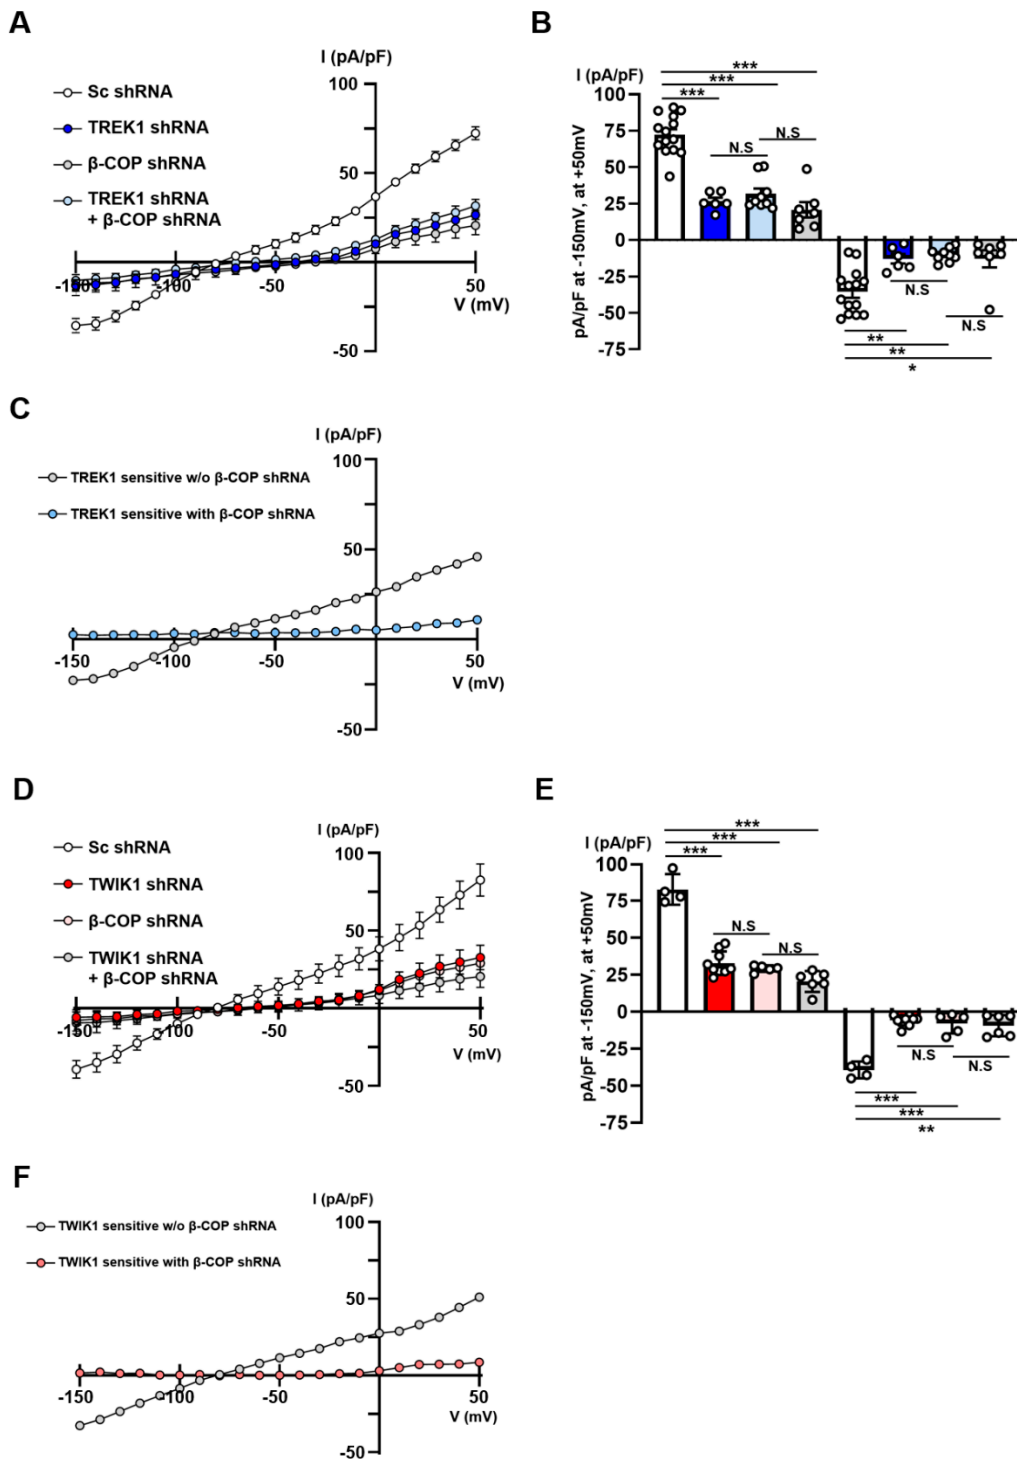 A
I (pA/pF)
100
50
-50
-150
-100
-50
50
V (mV)
Sc shRNA
TREK1 shRNA
β-COP shRNA
TREK1 shRNA
+ β-COP shRNA
B
I (pA/pF)
pA/pF at -150mV, at +50mV
100
75
50
25
0
-25
-50
-75
***
***
***
N.S
N.S
N.S
N.S
**
**
*
C
I (pA/pF)
100
50
-50
-150
-100
-50
50
V (mV)
TREK1 sensitive w/o β-COP shRNA
TREK1 sensitive with β-COP shRNA
D
I (pA/pF)
100
50
-50
-150
-100
-50
50
V (mV)
Sc shRNA
TWIK1 shRNA
β-COP shRNA
TWIK1 shRNA
+ β-COP shRNA
E
I (pA/pF)
pA/pF at -150mV, at +50mV
100
75
50
25
0
-25
-50
-75
***
***
***
N.S
N.S
N.S
N.S
***
***
**
F
I (pA/pF)
100
50
-50
-150
-100
-50
50
V (mV)
TWIK1 sensitive w/o β-COP shRNA
TWIK1 sensitive with β-COP shRNA